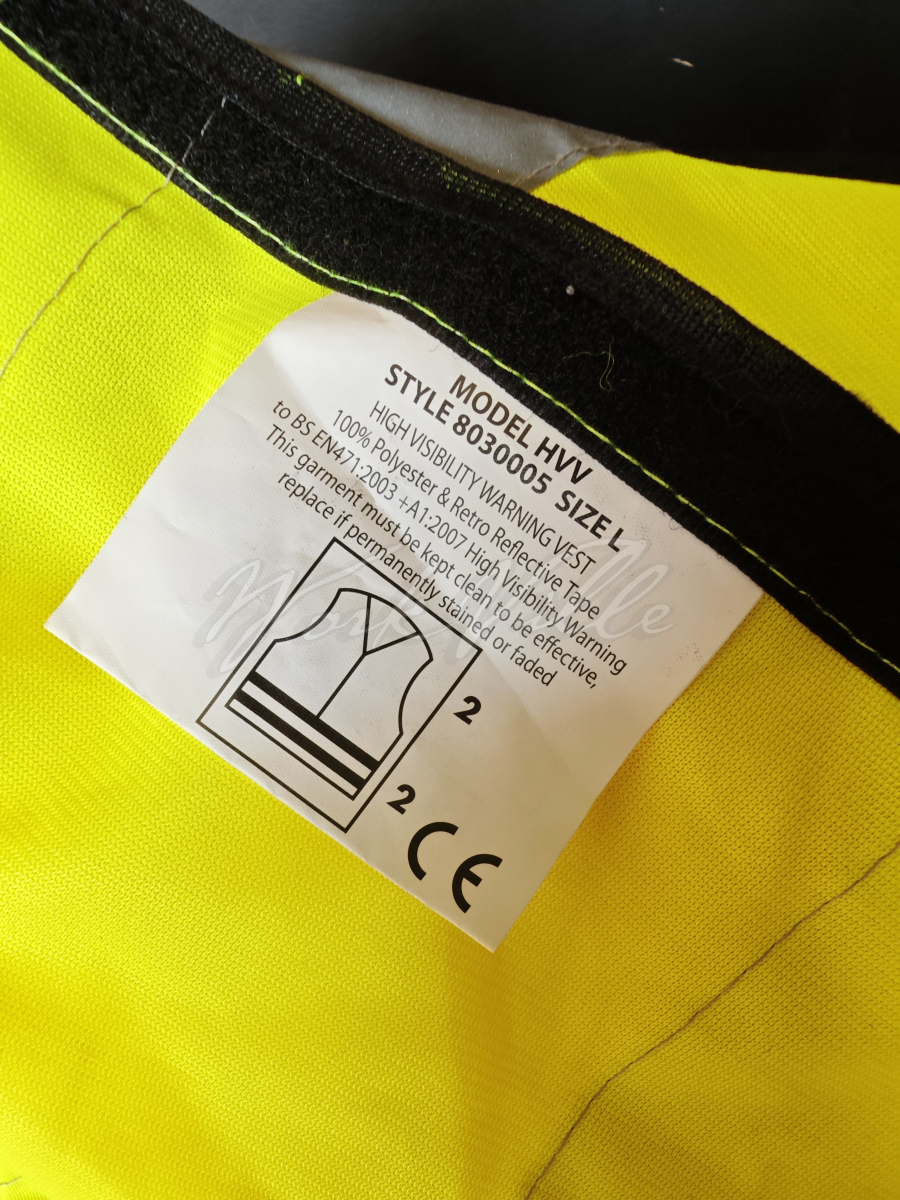 MODEL HVV
STYLE 8030005 SIZE L
HIGH VISIBILITY WARNING VEST
100% Polyester & Retro Reflective Tape
to BS EN471:2003 +A1:2007 High Visibility Warning
This garment must be kept clean to be effective,
replace if permanently stained or faded
2
2
CE